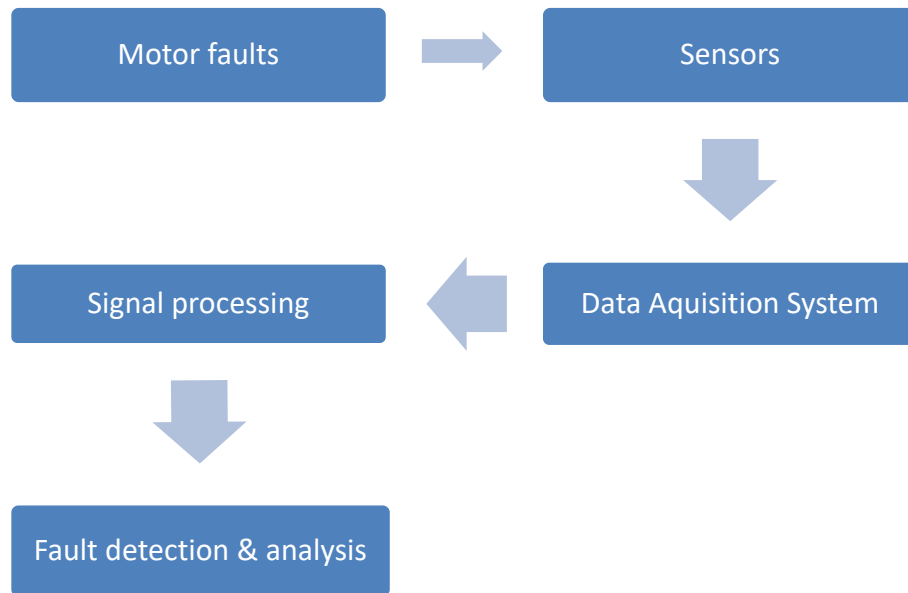 Motor faults
Sensors
Data Aquisition System
Signal processing
Fault detection & analysis